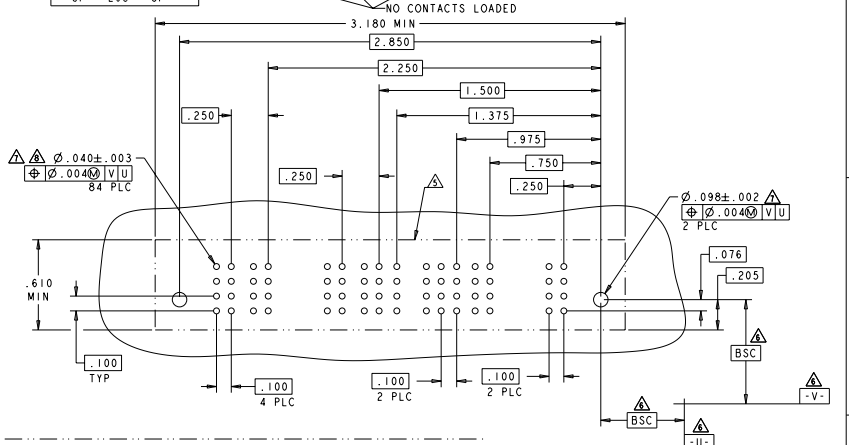 NO CONTACTS LOADED
3.180 MIN
2.850
2.250
1.500
.250
1.375
.975
7 8 Ø.040±.003
⌖ Ø.004Ⓜ V U
84 PLC
.750
.250
5
.250
Ø.098±.002 7
⌖ Ø.004Ⓜ V U
2 PLC
.076
.205
.610
MIN
6
BSC
.100
TYP
.100
4 PLC
.100
2 PLC
.100
2 PLC
6
BSC
6
-V-
6
-U-